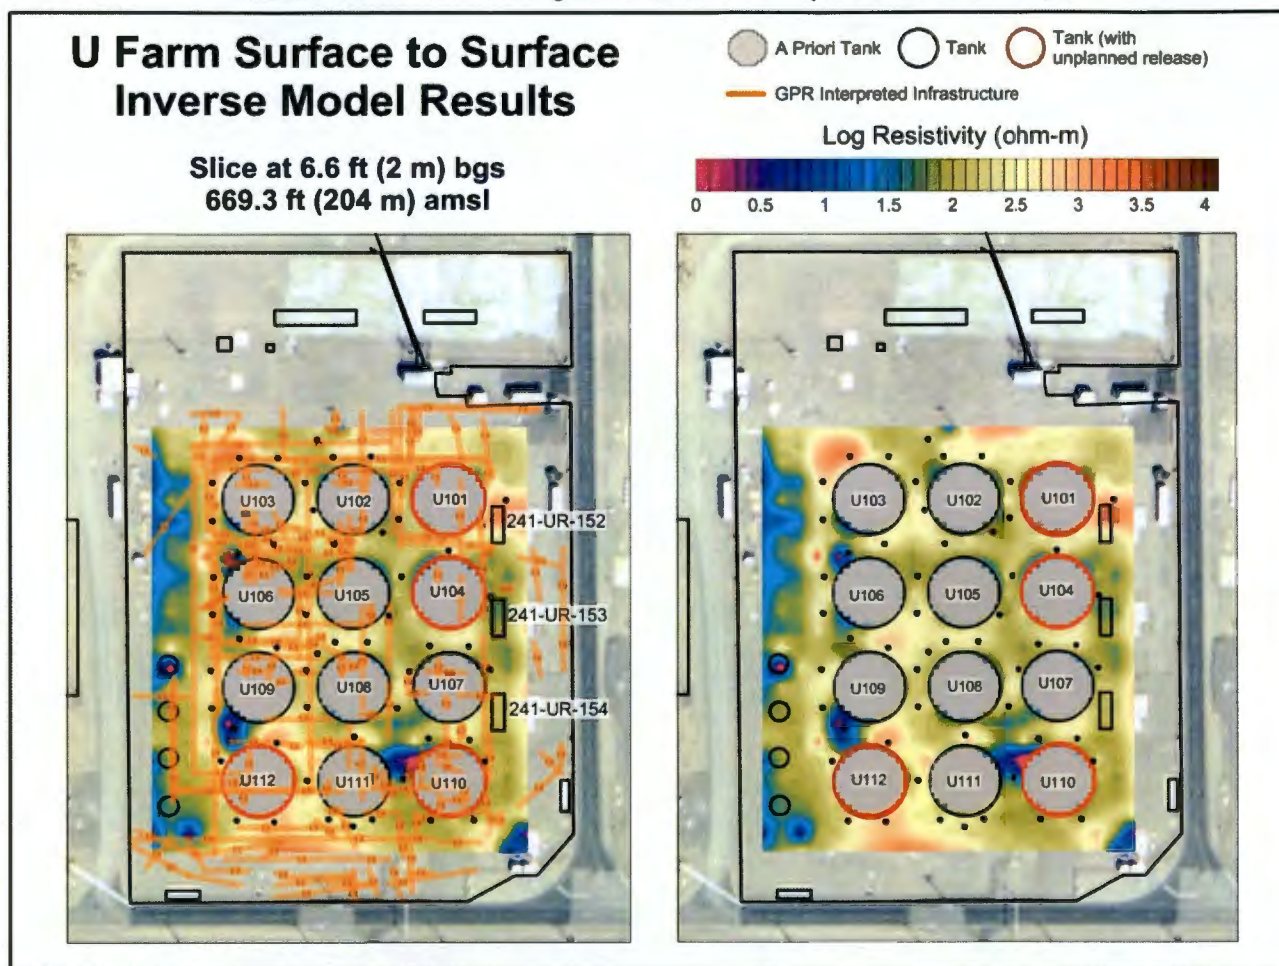 U Farm Surface to Surface
Inverse Model Results
Slice at 6.6 ft (2 m) bgs
669.3 ft (204 m) amsl
A Priori Tank
Tank
Tank (with
unplanned release)
GPR Interpreted Infrastructure
Log Resistivity (ohm-m)
0 0.5 1 1.5 2 2.5 3 3.5 4
U103 U102 U101
241-UR-152
U106 U105 U104
241-UR-153
U109 U108 U107
241-UR-154
U112 U111 U110
U103 U102 U101
U106 U105 U104
U109 U108 U107
U112 U111 U110